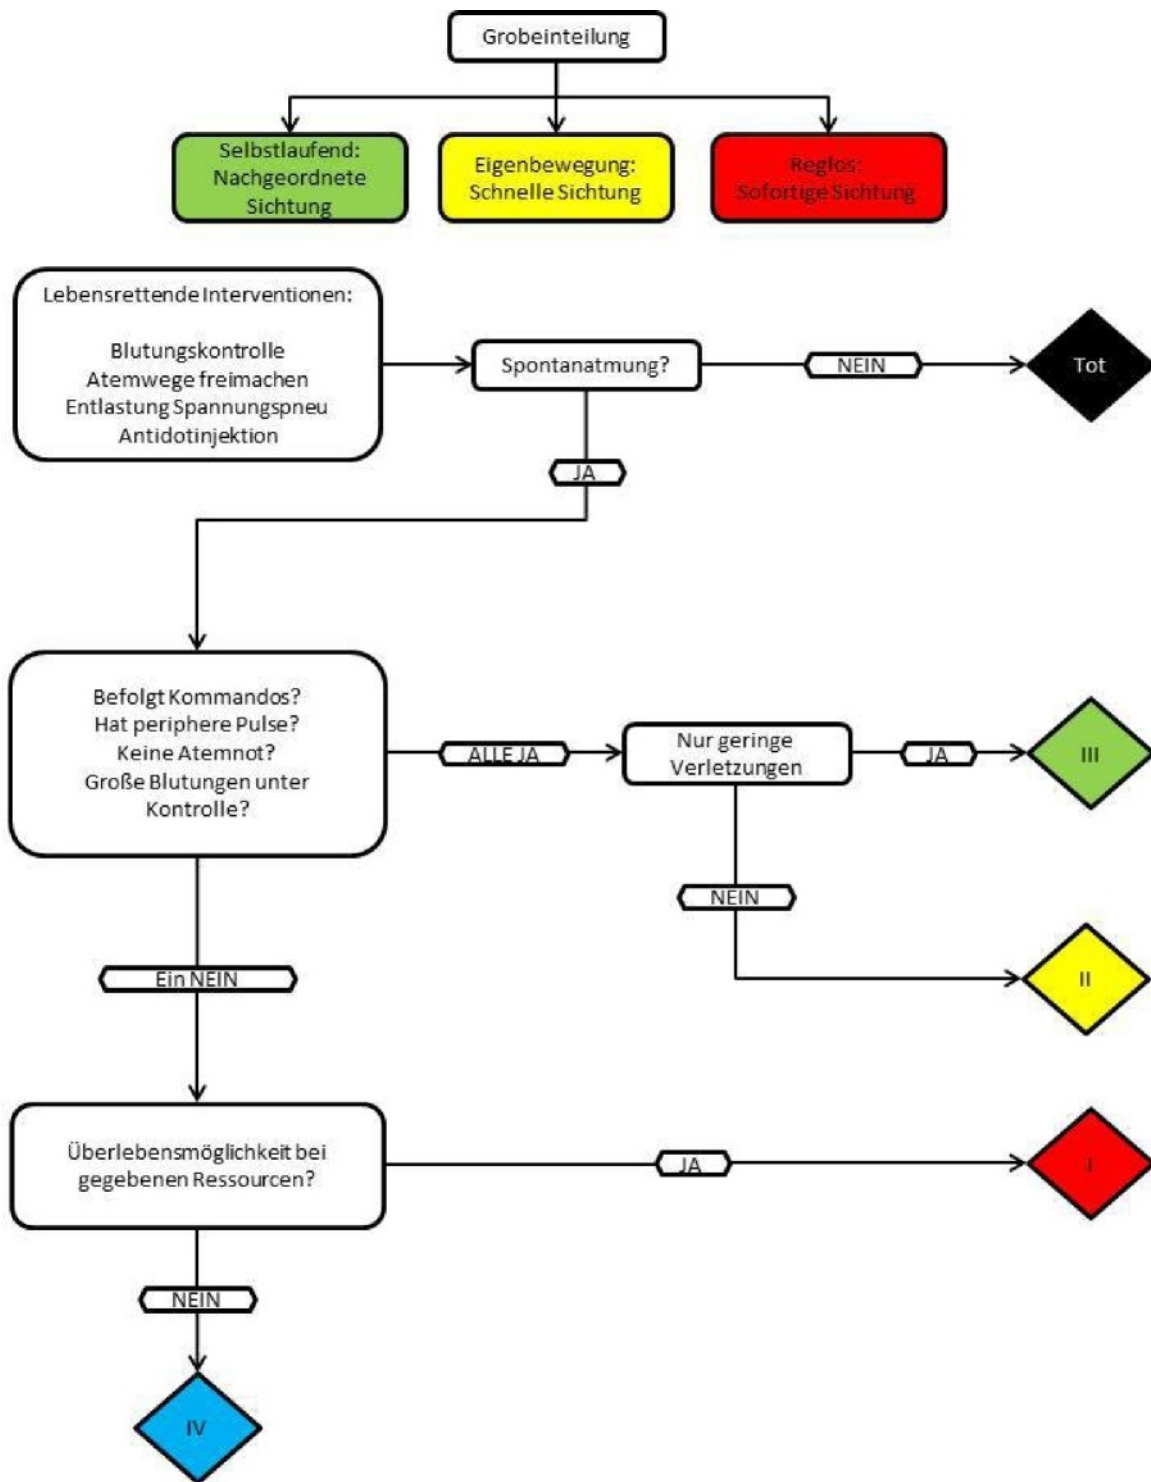 Grobeinteilung
Selbstlaufend:
Nachgeordnete
Sichtung
Eigenbewegung:
Schnelle Sichtung
Reglos:
Sofortige Sichtung
Lebensrettende Interventionen:
Blutungskontrolle
Atemwege freimachen
Entlastung Spannungspneu
Antidotinjektion
Spontanatmung?
NEIN
Tot
JA
Befolgt Kommandos?
Hat periphere Pulse?
Keine Atemnot?
Große Blutungen unter
Kontrolle?
ALLE JA
Nur geringe
Verletzungen
JA
III
NEIN
II
Ein NEIN
Überlebensmöglichkeit bei
gegebenen Ressourcen?
JA
I
NEIN
IV